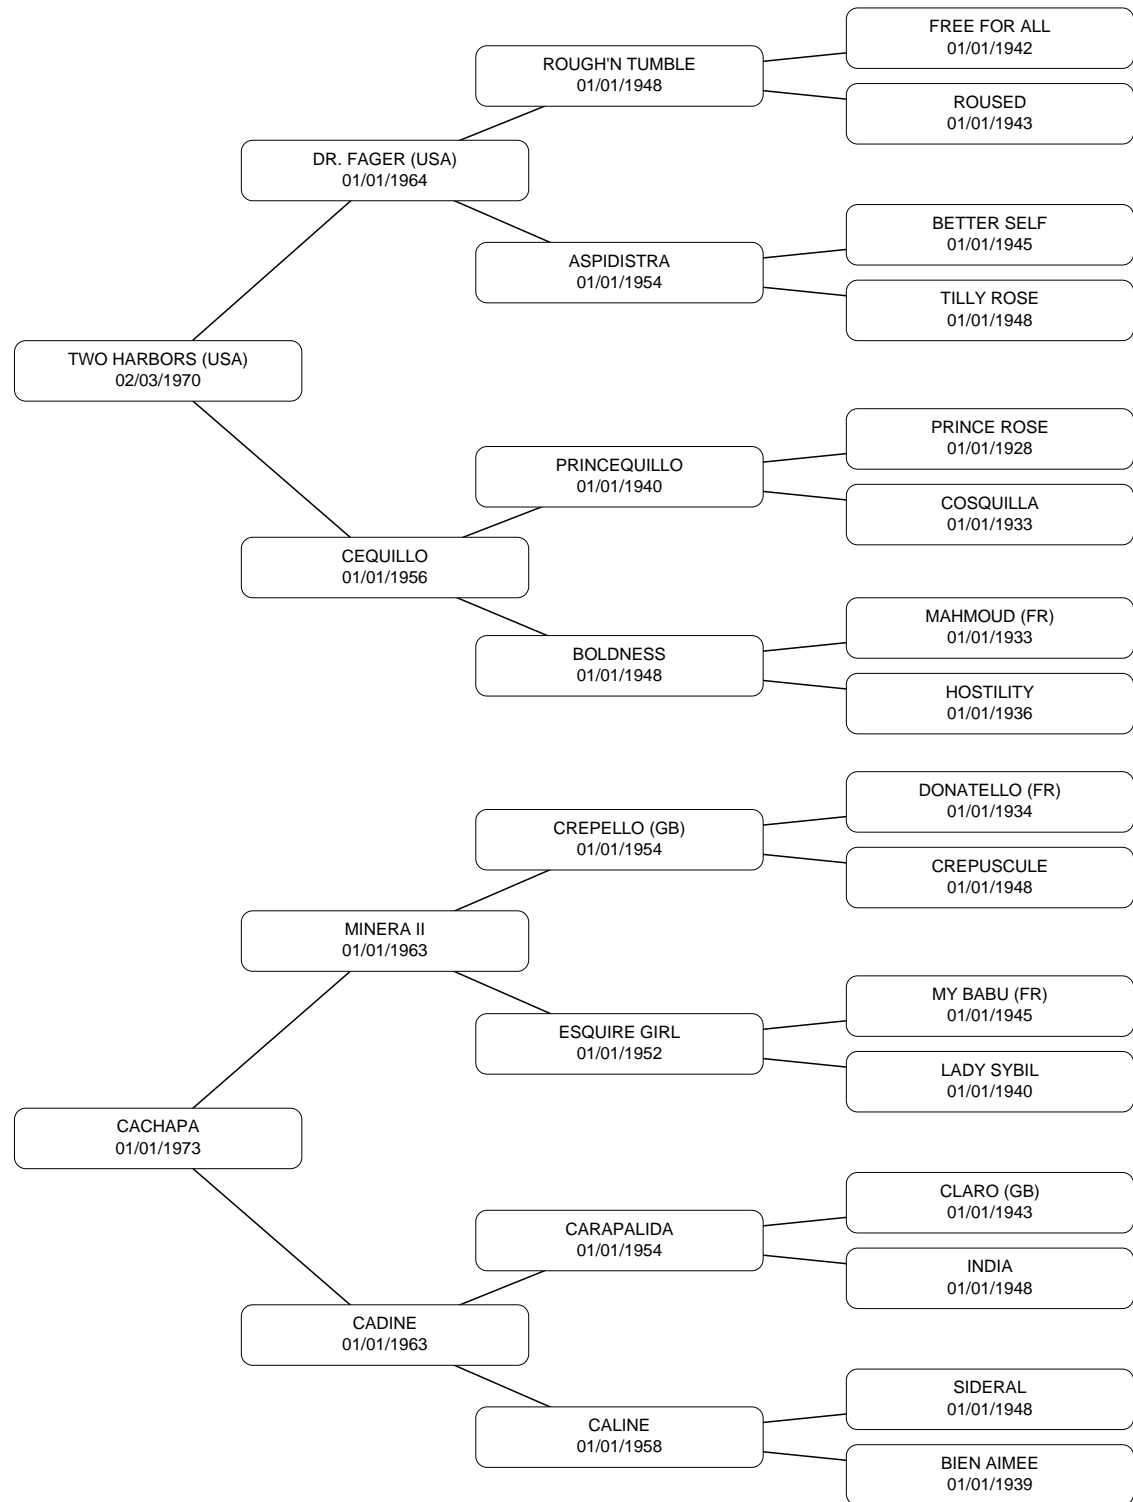 FREE FOR ALL
01/01/1942
ROUGH'N TUMBLE
01/01/1948
ROUSED
01/01/1943
DR. FAGER (USA)
01/01/1964
BETTER SELF
01/01/1945
ASPIDISTRA
01/01/1954
TILLY ROSE
01/01/1948
TWO HARBORS (USA)
02/03/1970
PRINCE ROSE
01/01/1928
PRINCEQUILLO
01/01/1940
COSQUILLA
01/01/1933
CEQUILLO
01/01/1956
MAHMOUD (FR)
01/01/1933
BOLDNESS
01/01/1948
HOSTILITY
01/01/1936
DONATELLO (FR)
01/01/1934
CREPELLO (GB)
01/01/1954
CREPUSCULE
01/01/1948
MINERA II
01/01/1963
MY BABU (FR)
01/01/1945
ESQUIRE GIRL
01/01/1952
LADY SYBIL
01/01/1940
CACHAPA
01/01/1973
CLARO (GB)
01/01/1943
CARAPALIDA
01/01/1954
INDIA
01/01/1948
CADINE
01/01/1963
SIDERAL
01/01/1948
CALINE
01/01/1958
BIEN AIMEE
01/01/1939